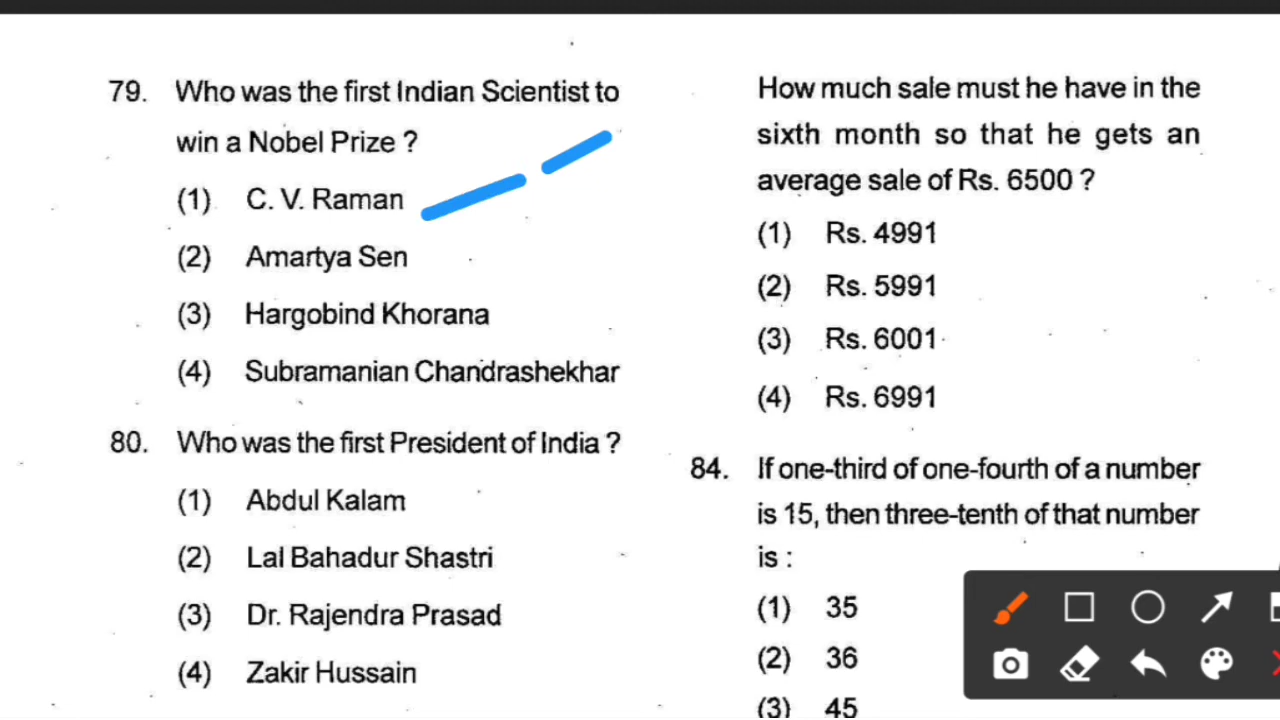 79. Who was the first Indian Scientist to
win a Nobel Prize ?
(1) C. V. Raman
(2) Amartya Sen
(3) Hargobind Khorana
(4) Subramanian Chandrashekhar
80. Who was the first President of India ?
(1) Abdul Kalam
(2) Lal Bahadur Shastri
(3) Dr. Rajendra Prasad
(4) Zakir Hussain
How much sale must he have in the
sixth month so that he gets an
average sale of Rs. 6500 ?
(1) Rs. 4991
(2) Rs. 5991
(3) Rs. 6001
(4) Rs. 6991
84. If one-third of one-fourth of a number
is 15, then three-tenth of that number
is :
(1) 35
(2) 36
(3) 45